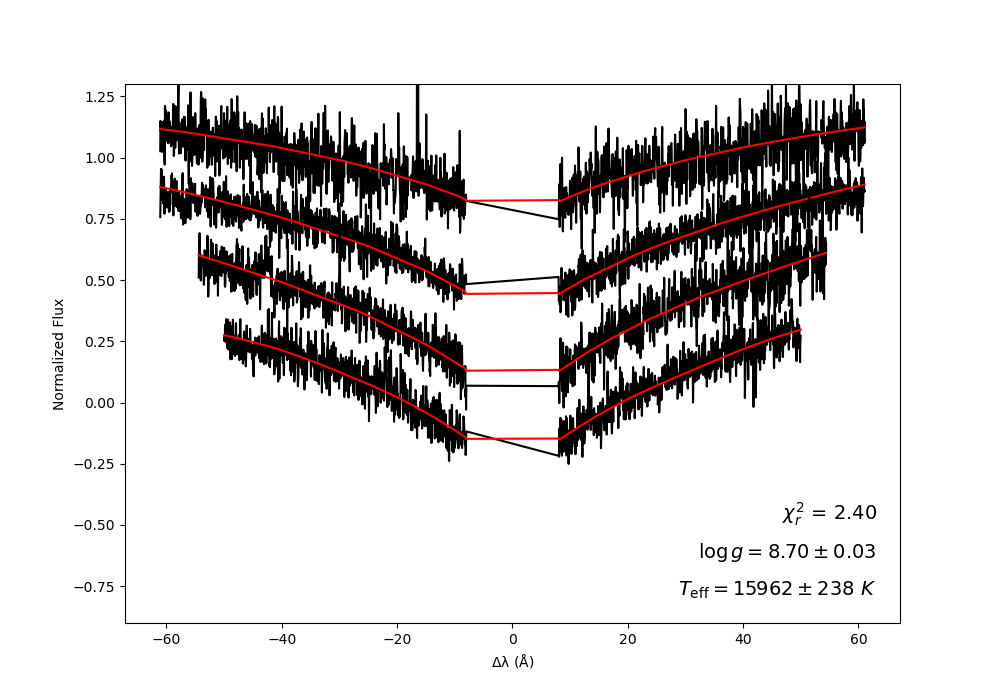 1.25
1.00
0.75
0.50
0.25
0.00
−0.25
−0.50
−0.75
Normalized Flux
χ²ᵣ = 2.40
log g = 8.70 ± 0.03
T_eff = 15962 ± 238 K
−60 −40 −20 0 20 40 60
Δλ (Å)